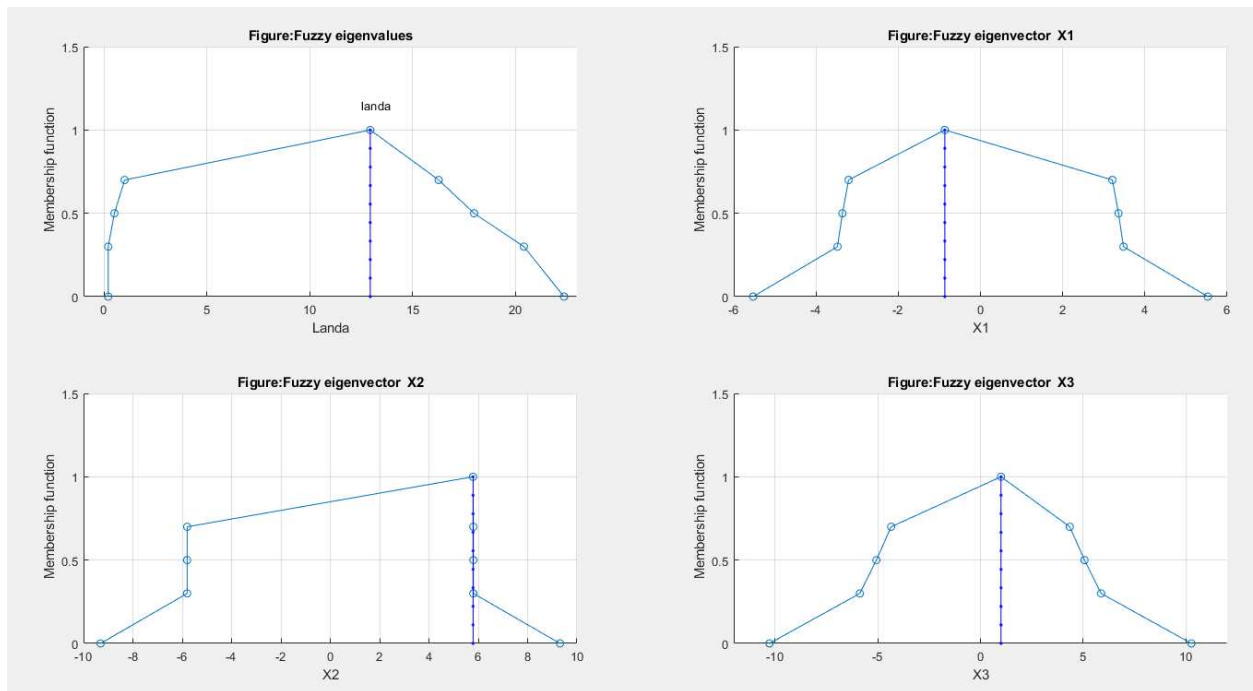 Figure:Fuzzy eigenvalues
1.5
1
0.5
0
Membership function
landa
0 5 10 15 20
Landa
Figure:Fuzzy eigenvector X1
1.5
1
0.5
0
Membership function
-6 -4 -2 0 2 4 6
X1
Figure:Fuzzy eigenvector X2
1.5
1
0.5
0
Membership function
-10 -8 -6 -4 -2 0 2 4 6 8 10
X2
Figure:Fuzzy eigenvector X3
1.5
1
0.5
0
Membership function
-10 -5 0 5 10
X3